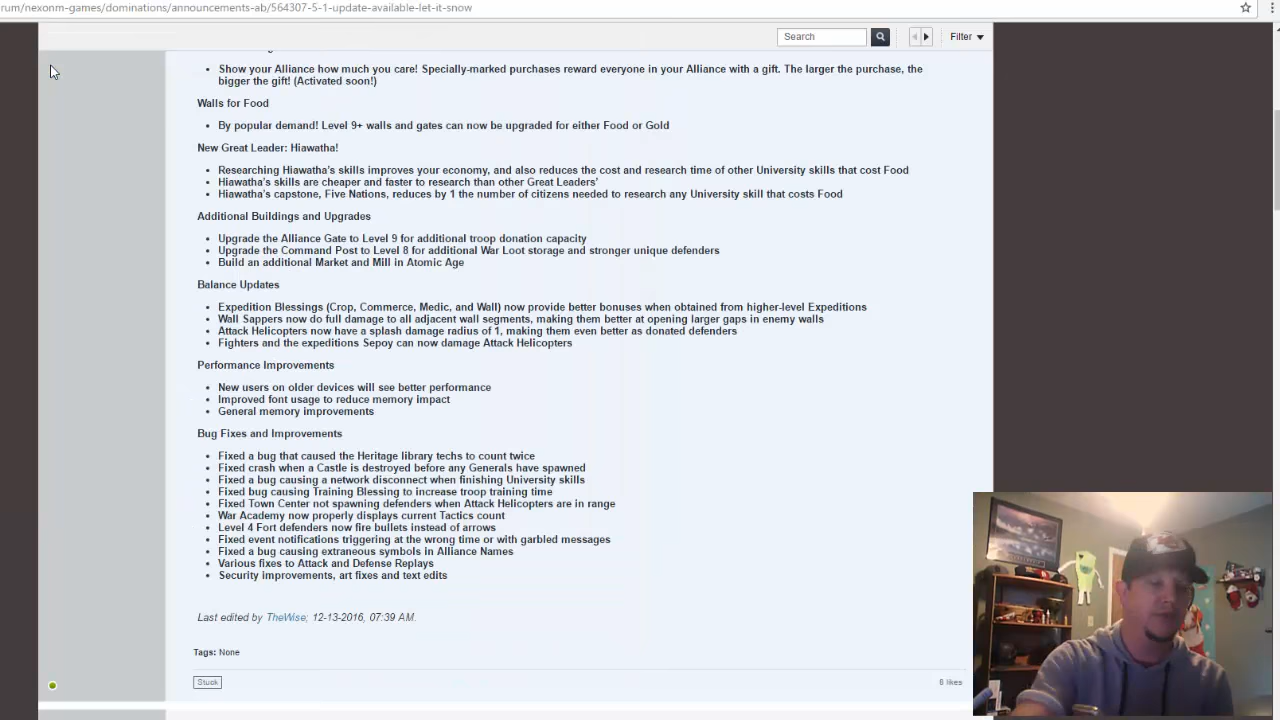 rum/nexonm-games/dominations/announcements-ab/564307-5-1-update-available-let-it-snow
Search
Filter
• Show your Alliance how much you care! Specially-marked purchases reward everyone in your Alliance with a gift. The larger the purchase, the
bigger the gift! (Activated soon!)
Walls for Food
• By popular demand! Level 9+ walls and gates can now be upgraded for either Food or Gold
New Great Leader: Hiawatha!
• Researching Hiawatha's skills improves your economy, and also reduces the cost and research time of other University skills that cost Food
• Hiawatha's skills are cheaper and faster to research than other Great Leaders'
• Hiawatha's capstone, Five Nations, reduces by 1 the number of citizens needed to research any University skill that costs Food
Additional Buildings and Upgrades
• Upgrade the Alliance Gate to Level 9 for additional troop donation capacity
• Upgrade the Command Post to Level 8 for additional War Loot storage and stronger unique defenders
• Build an additional Market and Mill in Atomic Age
Balance Updates
• Expedition Blessings (Crop, Commerce, Medic, and Wall) now provide better bonuses when obtained from higher-level Expeditions
• Wall Sappers now do full damage to all adjacent wall segments, making them better at opening larger gaps in enemy walls
• Attack Helicopters now have a splash damage radius of 1, making them even better as donated defenders
• Fighters and the expeditions Sepoy can now damage Attack Helicopters
Performance Improvements
• New users on older devices will see better performance
• Improved font usage to reduce memory impact
• General memory improvements
Bug Fixes and Improvements
• Fixed a bug that caused the Heritage library techs to count twice
• Fixed crash when a Castle is destroyed before any Generals have spawned
• Fixed a bug causing a network disconnect when finishing University skills
• Fixed bug causing Training Blessing to increase troop training time
• Fixed Town Center not spawning defenders when Attack Helicopters are in range
• War Academy now properly displays current Tactics count
• Level 4 Fort defenders now fire bullets instead of arrows
• Fixed event notifications triggering at the wrong time or with garbled messages
• Fixed a bug causing extraneous symbols in Alliance Names
• Various fixes to Attack and Defense Replays
• Security improvements, art fixes and text edits
Last edited by TheWise; 12-13-2016, 07:39 AM.
Tags: None
Stuck
8 likes